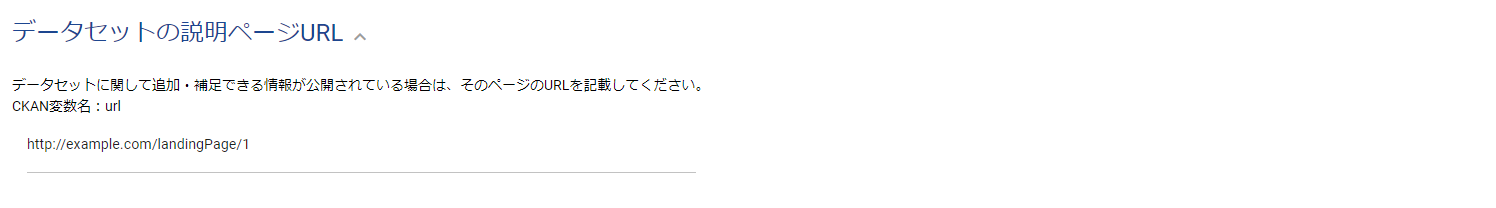 データセットの説明ページURL
データセットに関して追加・補足できる情報が公開されている場合は、そのページのURLを記載してください。
CKAN変数名：url
http://example.com/landingPage/1